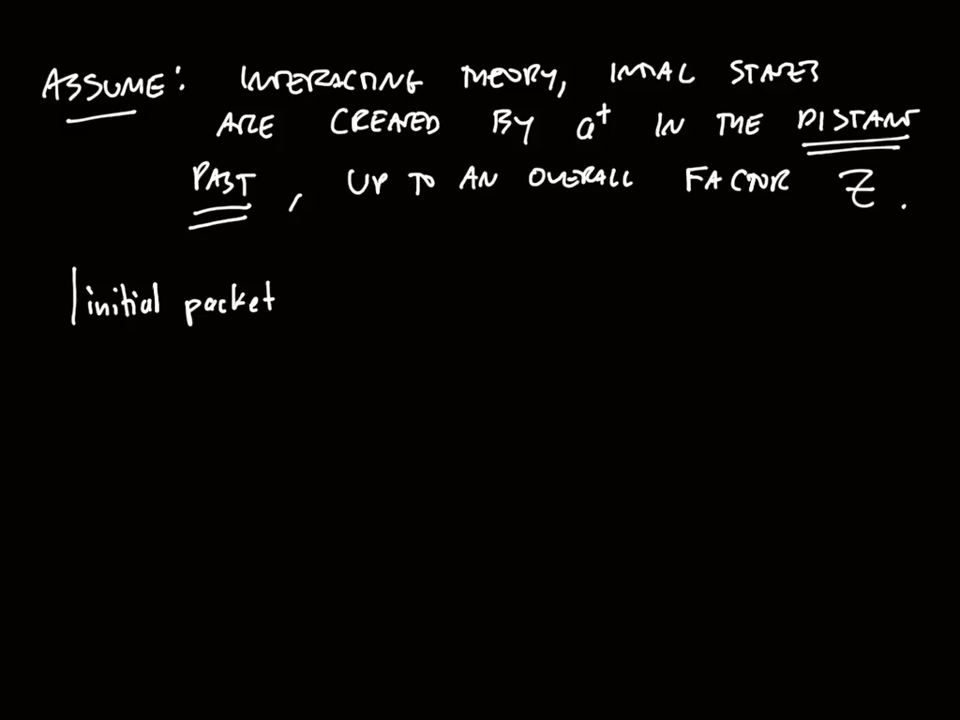 ASSUME: INTERACTING THEORY, INITIAL STATES
ARE CREATED BY a† IN THE DISTANT
PAST, UP TO AN OVERALL FACTOR Z.
|initial packet